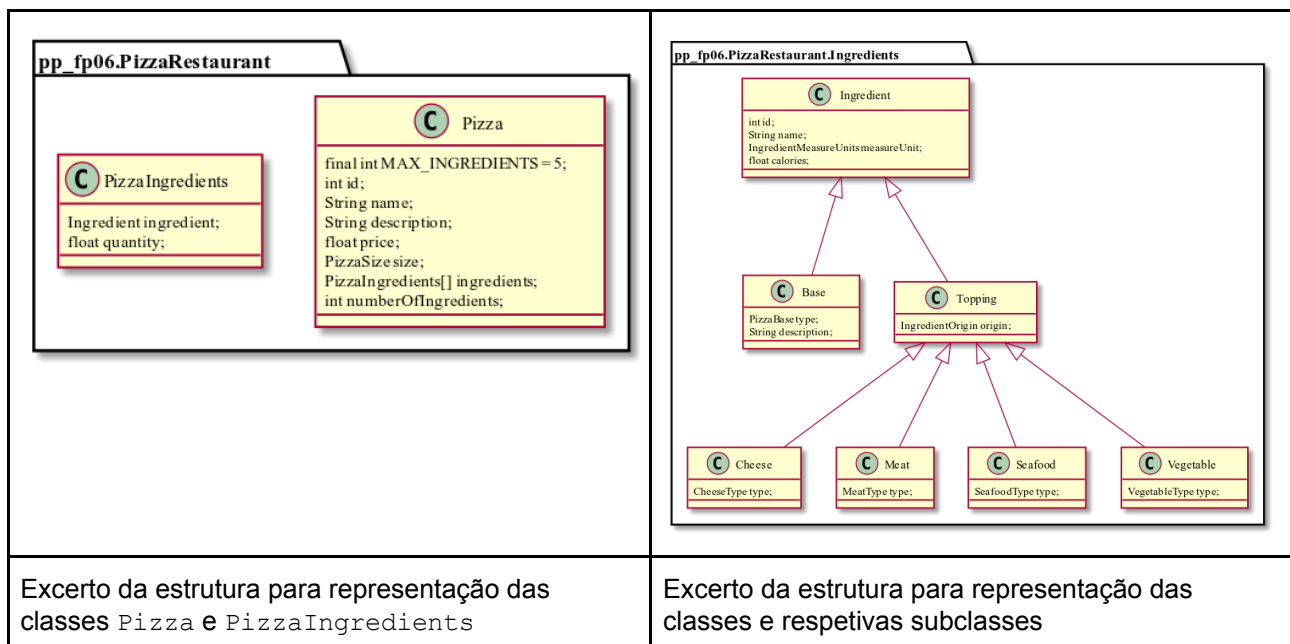 pp_fp06.PizzaRestaurant
C PizzaIngredients
Ingredient ingredient;
float quantity;
C Pizza
final int MAX_INGREDIENTS = 5;
int id;
String name;
String description;
float price;
PizzaSize size;
PizzaIngredients[] ingredients;
int numberOfIngredients;
pp_fp06.PizzaRestaurant.Ingredients
C Ingredient
int id;
String name;
IngredientMeasureUnits measureUnit;
float calories;
C Base
PizzaBase type;
String description;
C Topping
IngredientOrigin origin;
C Cheese
CheeseType type;
C Meat
MeatType type;
C Seafood
SeafoodType type;
C Vegetable
VegetableType type;
Excerto da estrutura para representação das
classes Pizza e PizzaIngredients
Excerto da estrutura para representação das
classes e respetivas subclasses